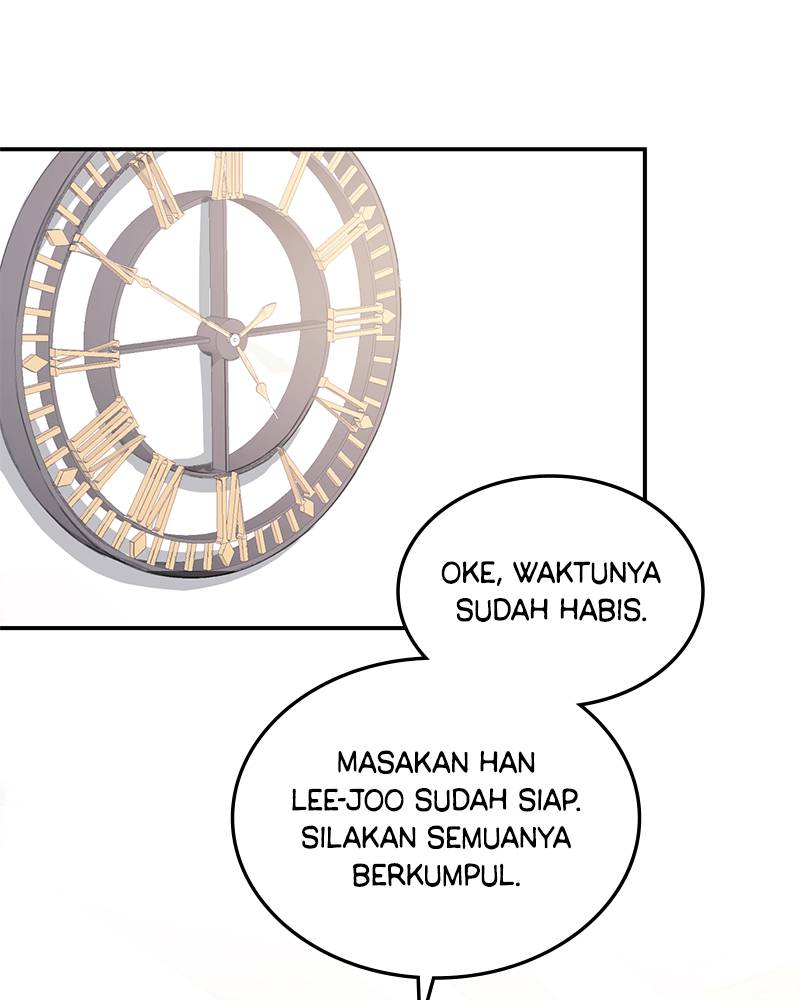 OKE, WAKTUNYA
SUDAH HABIS.
MASAKAN HAN
LEE-JOO SUDAH SIAP.
SILAKAN SEMUANYA
BERKUMPUL.